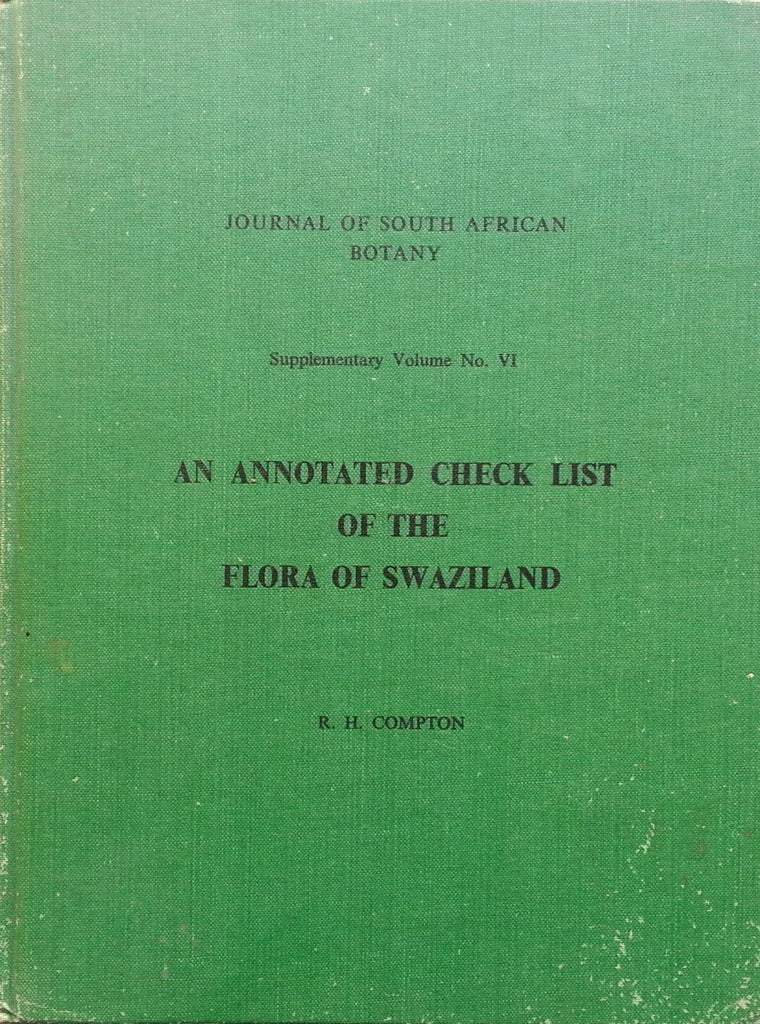 JOURNAL OF SOUTH AFRICAN
BOTANY
Supplementary Volume No. VI
AN ANNOTATED CHECK LIST
OF THE
FLORA OF SWAZILAND
R. H. COMPTON